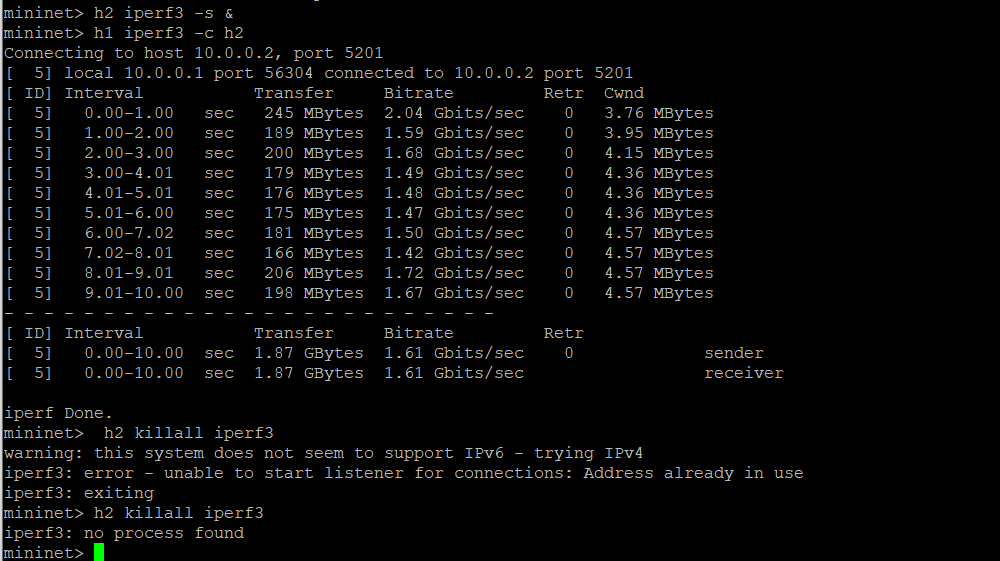 mininet> h2 iperf3 -s &
mininet> h1 iperf3 -c h2
Connecting to host 10.0.0.2, port 5201
[  5] local 10.0.0.1 port 56304 connected to 10.0.0.2 port 5201
[ ID] Interval           Transfer     Bitrate         Retr  Cwnd
[  5]   0.00-1.00   sec   245 MBytes  2.04 Gbits/sec    0   3.76 MBytes
[  5]   1.00-2.00   sec   189 MBytes  1.59 Gbits/sec    0   3.95 MBytes
[  5]   2.00-3.00   sec   200 MBytes  1.68 Gbits/sec    0   4.15 MBytes
[  5]   3.00-4.01   sec   179 MBytes  1.49 Gbits/sec    0   4.36 MBytes
[  5]   4.01-5.01   sec   176 MBytes  1.48 Gbits/sec    0   4.36 MBytes
[  5]   5.01-6.00   sec   175 MBytes  1.47 Gbits/sec    0   4.36 MBytes
[  5]   6.00-7.02   sec   181 MBytes  1.50 Gbits/sec    0   4.57 MBytes
[  5]   7.02-8.01   sec   166 MBytes  1.42 Gbits/sec    0   4.57 MBytes
[  5]   8.01-9.01   sec   206 MBytes  1.72 Gbits/sec    0   4.57 MBytes
[  5]   9.01-10.00  sec   198 MBytes  1.67 Gbits/sec    0   4.57 MBytes
- - - - - - - - - - - - - - - - - - - - - - - - -
[ ID] Interval           Transfer     Bitrate         Retr
[  5]   0.00-10.00  sec  1.87 GBytes  1.61 Gbits/sec    0             sender
[  5]   0.00-10.00  sec  1.87 GBytes  1.61 Gbits/sec                  receiver
iperf Done.
mininet>  h2 killall iperf3
warning: this system does not seem to support IPv6 - trying IPv4
iperf3: error - unable to start listener for connections: Address already in use
iperf3: exiting
mininet> h2 killall iperf3
iperf3: no process found
mininet>